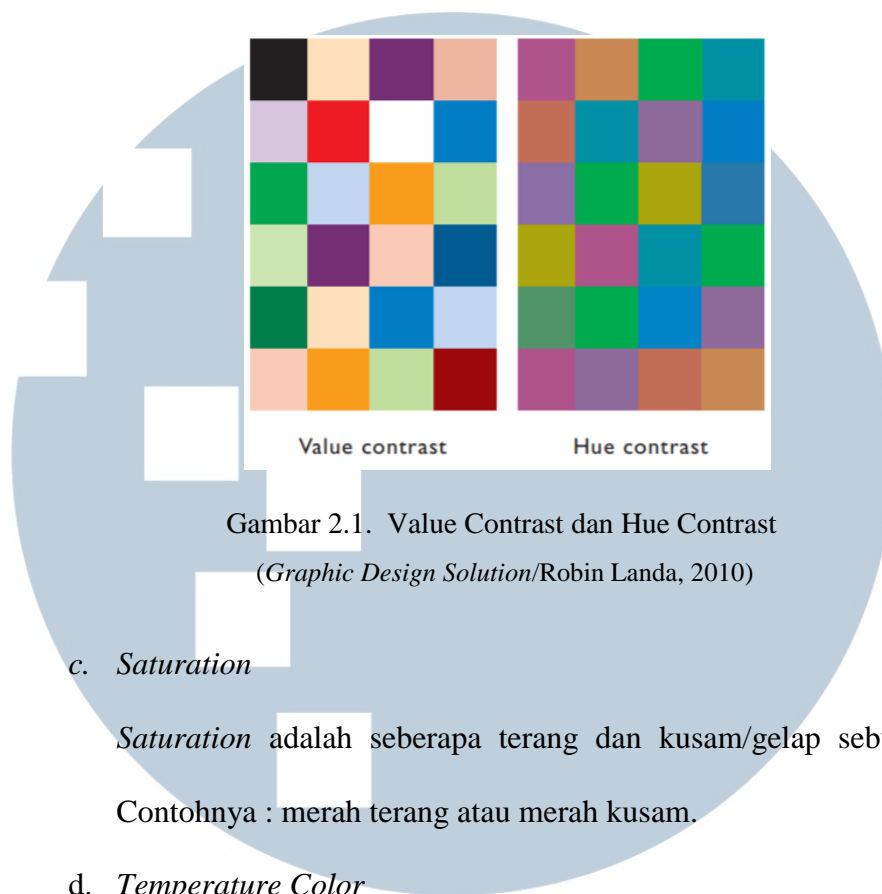 Value contrast Hue contrast
Gambar 2.1. Value Contrast dan Hue Contrast
(Graphic Design Solution/Robin Landa, 2010)
c. Saturation
Saturation adalah seberapa terang dan kusam/gelap
Contohnya : merah terang atau merah kusam.
d. Temperature Color